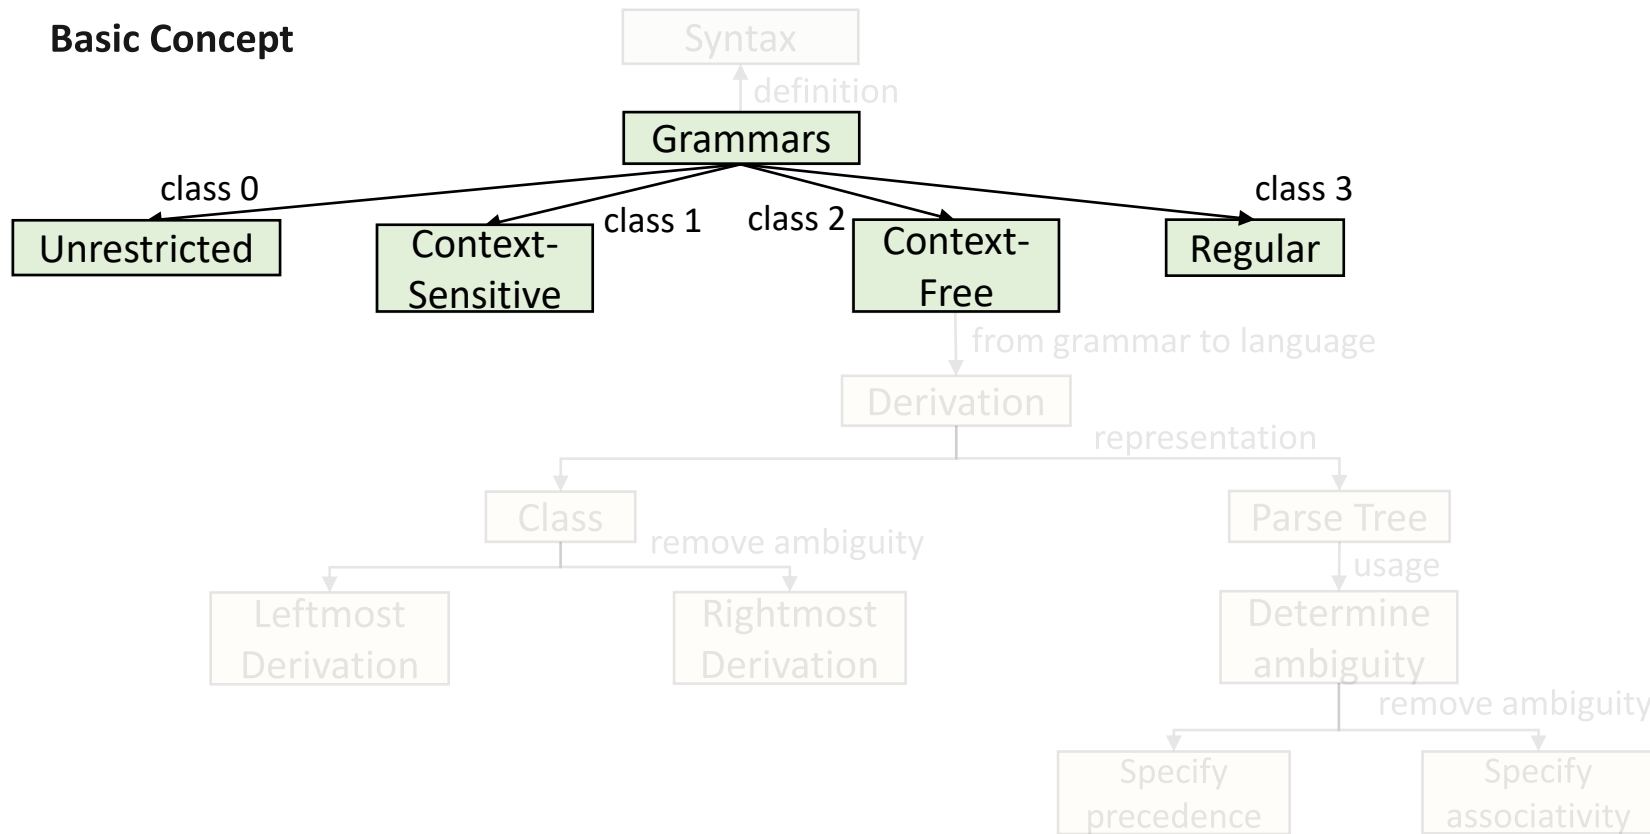 Basic Concept
Syntax
definition
Grammars
class 0
class 1
class 2
class 3
Unrestricted
Context-
Sensitive
Context-
Free
Regular
from grammar to language
Derivation
representation
Class
Parse Tree
remove ambiguity
usage
Leftmost
Derivation
Rightmost
Derivation
Determine
ambiguity
remove ambiguity
Specify
precedence
Specify
associativity